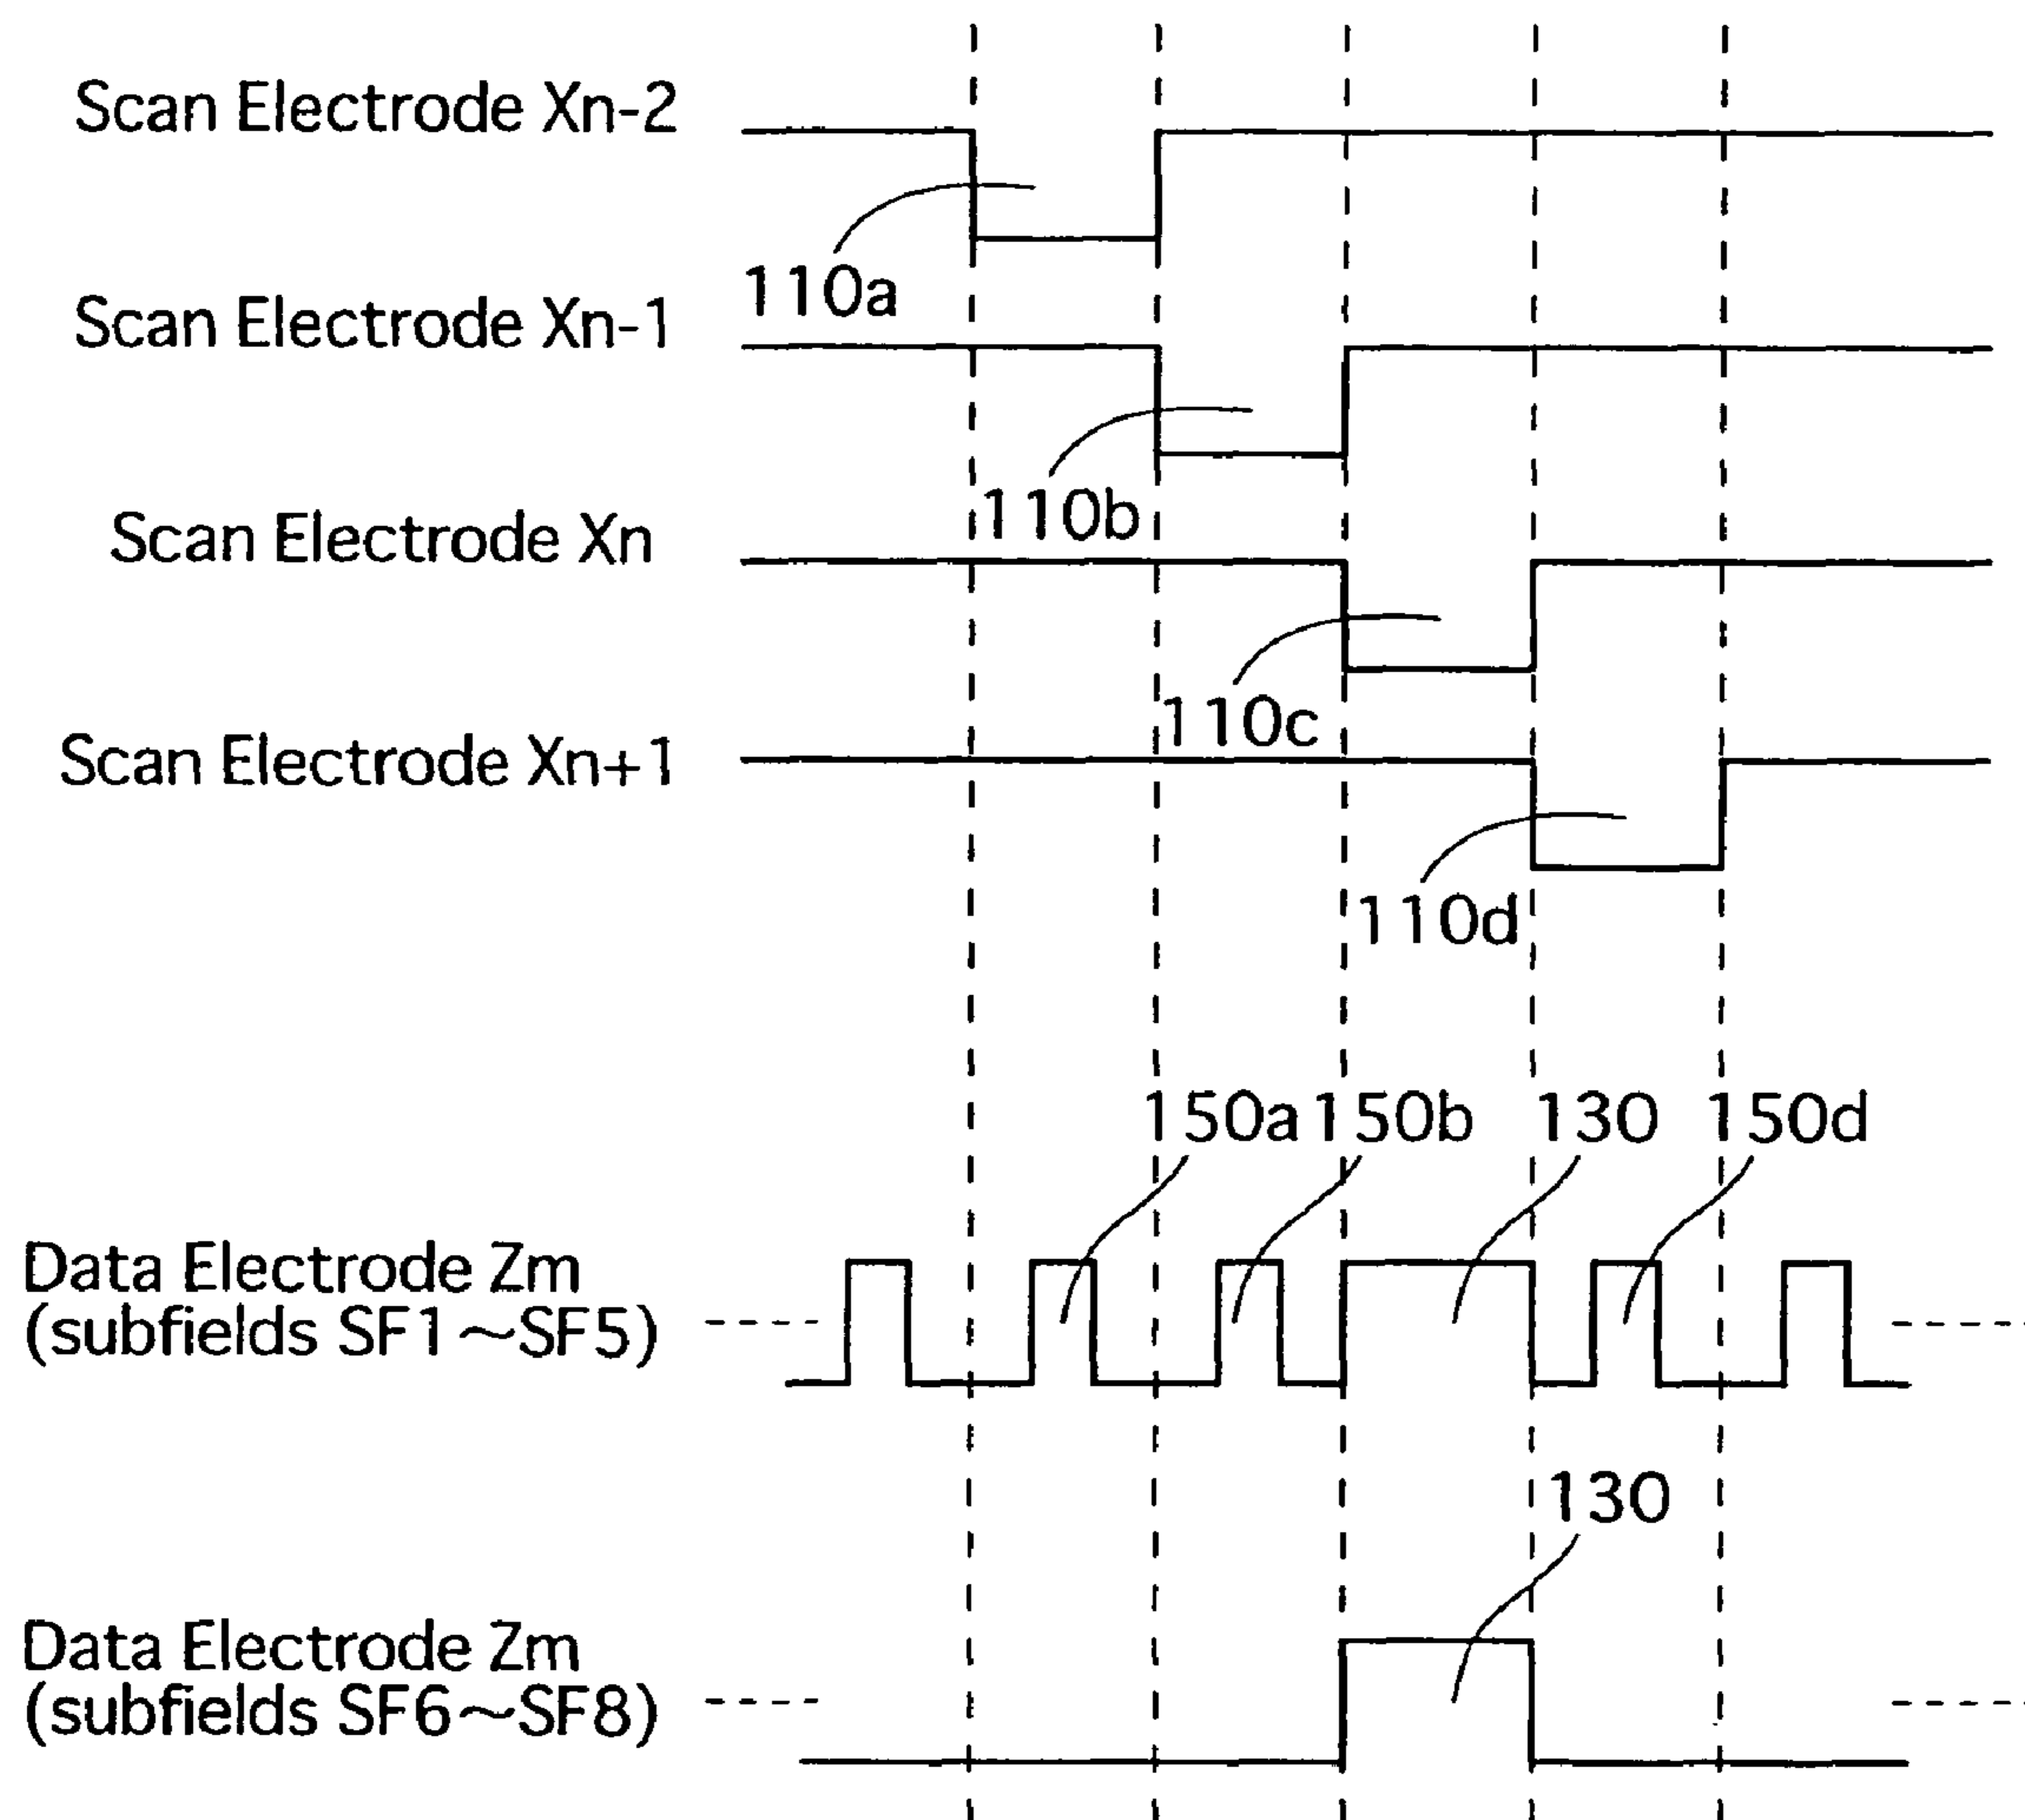 Scan Electrode Xn-2
110a
Scan Electrode Xn-1
110b
Scan Electrode Xn
110c
Scan Electrode Xn+1
110d
150a 150b 130 150d
Data Electrode Zm
(subfields SF1~SF5)
130
Data Electrode Zm
(subfields SF6~SF8)